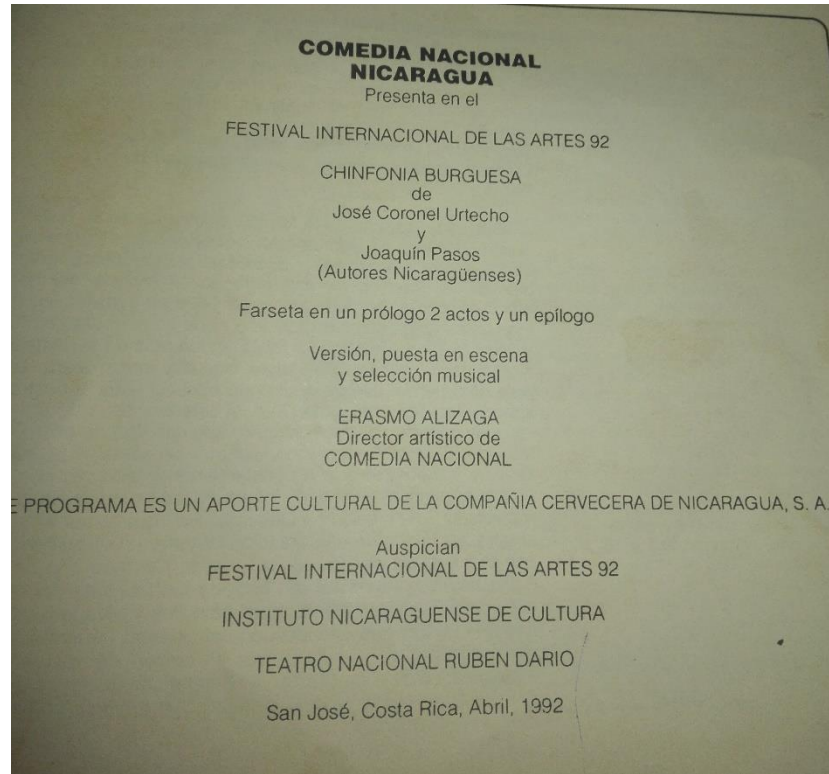 COMEDIA NACIONAL
NICARAGUA
Presenta en el
FESTIVAL INTERNACIONAL DE LAS ARTES 92
CHINFONIA BURGUESA
de
José Coronel Urtecho
y
Joaquín Pasos
(Autores Nicaragüenses)
Farseta en un prólogo 2 actos y un epílogo
Versión, puesta en escena
y selección musical
ERASMO ALIZAGA
Director artístico de
COMEDIA NACIONAL
E PROGRAMA ES UN APORTE CULTURAL DE LA COMPAÑIA CERVECERA DE NICARAGUA, S. A.
Auspician
FESTIVAL INTERNACIONAL DE LAS ARTES 92
INSTITUTO NICARAGUENSE DE CULTURA
TEATRO NACIONAL RUBEN DARIO
San José, Costa Rica, Abril, 1992